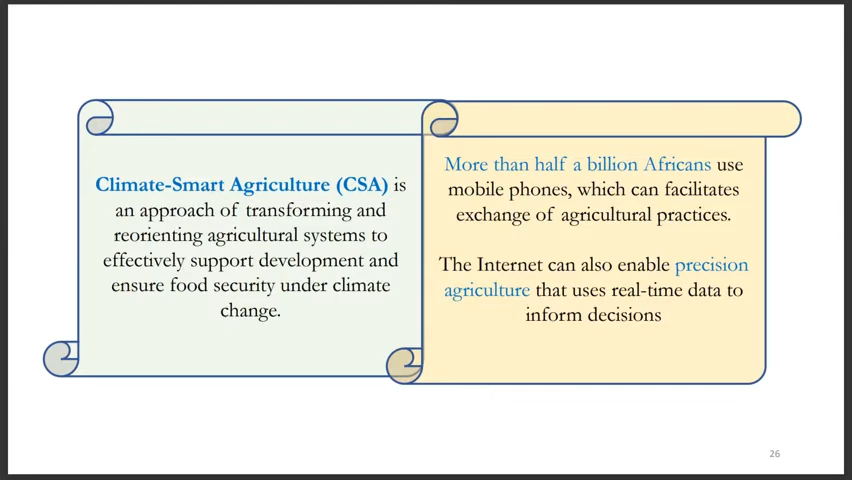 Climate-Smart Agriculture (CSA) is
an approach of transforming and
reorienting agricultural systems to
effectively support development and
ensure food security under climate
change.
More than half a billion Africans use
mobile phones, which can facilitates
exchange of agricultural practices.
The Internet can also enable precision
agriculture that uses real-time data to
inform decisions
26